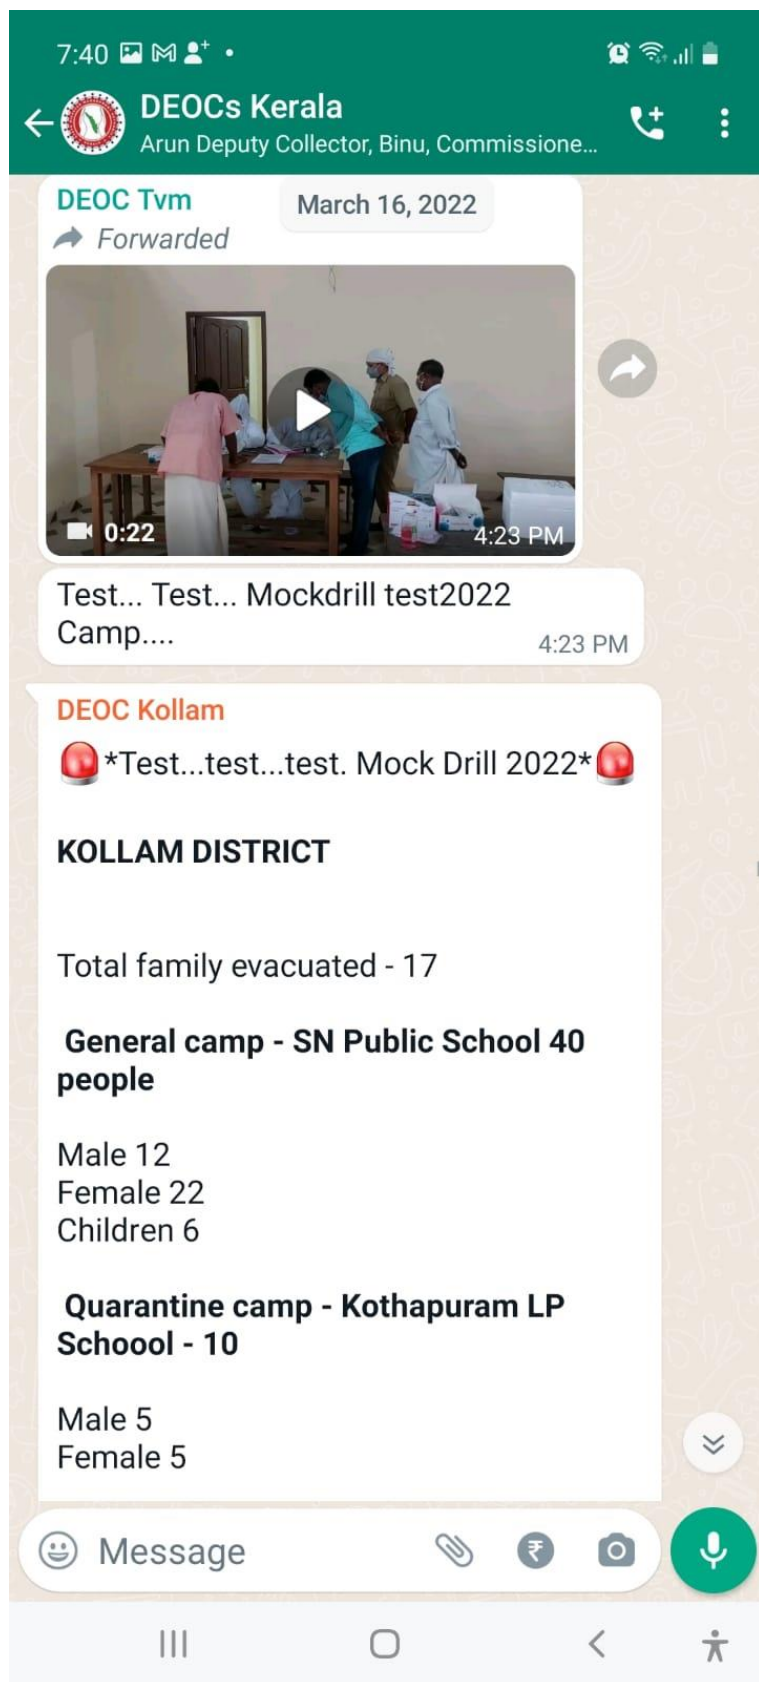 7:40
DEOCs Kerala
Arun Deputy Collector, Binu, Commissione...
DEOC Tvm
March 16, 2022
Forwarded
0:22
4:23 PM
Test... Test... Mockdrill test2022
Camp....
4:23 PM
DEOC Kollam
*Test...test...test. Mock Drill 2022*
KOLLAM DISTRICT
Total family evacuated - 17
General camp - SN Public School 40
people
Male 12
Female 22
Children 6
Quarantine camp - Kothapuram LP
Schoool - 10
Male 5
Female 5
Message